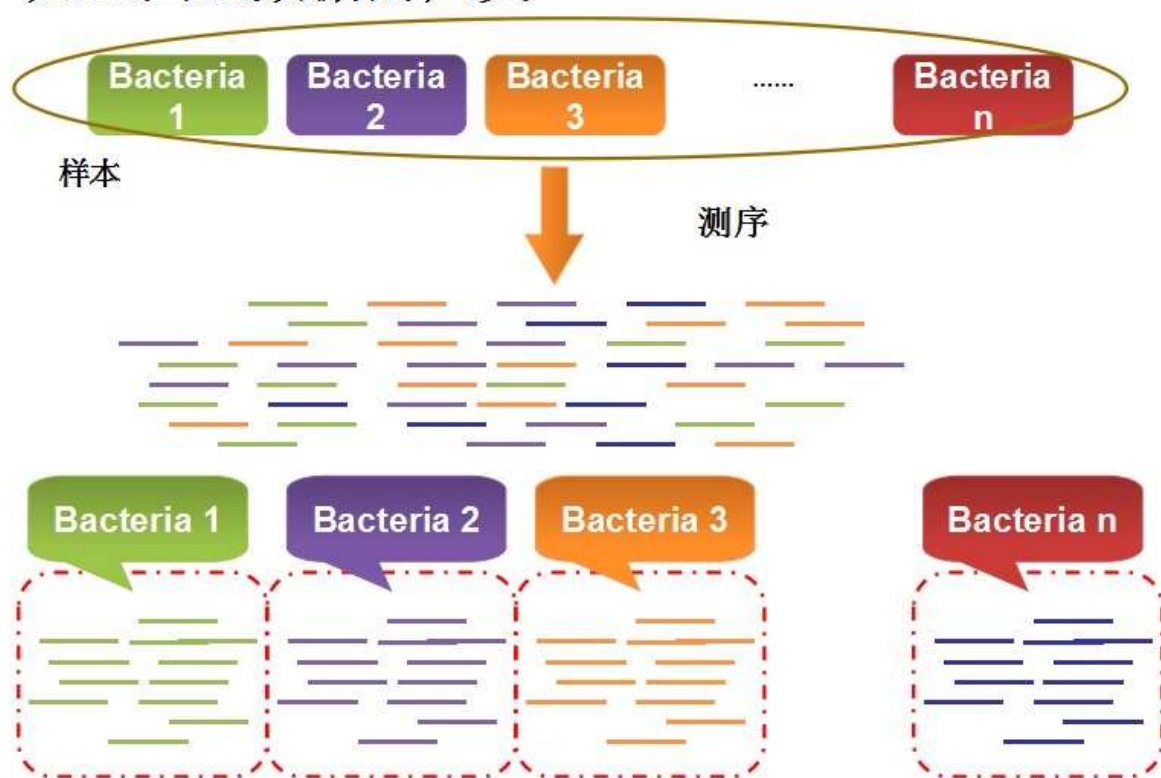 Bacteria
1
Bacteria
2
Bacteria
3
......
Bacteria
n
样本
测序
Bacteria 1
Bacteria 2
Bacteria 3
Bacteria n